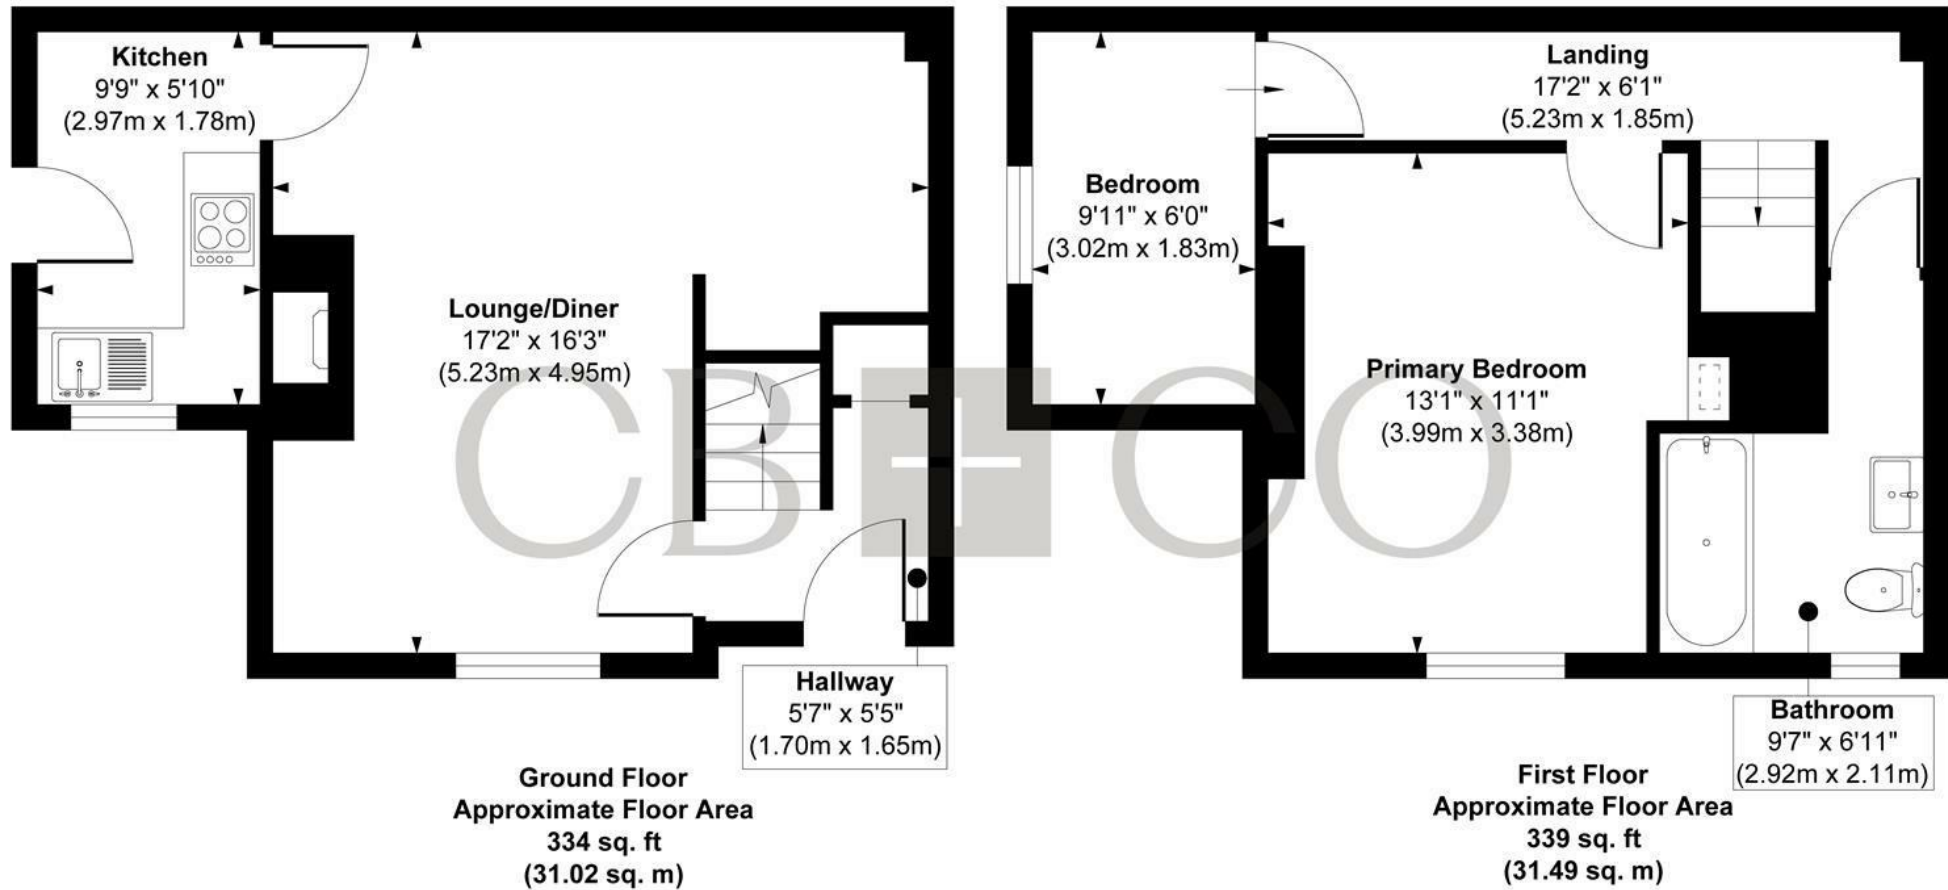 Kitchen
9'9" x 5'10"
(2.97m x 1.78m)
Lounge/Diner
17'2" x 16'3"
(5.23m x 4.95m)
Hallway
5'7" x 5'5"
(1.70m x 1.65m)
Ground Floor
Approximate Floor Area
334 sq. ft
(31.02 sq. m)
Landing
17'2" x 6'1"
(5.23m x 1.85m)
Bedroom
9'11" x 6'0"
(3.02m x 1.83m)
Primary Bedroom
13'1" x 11'1"
(3.99m x 3.38m)
Bathroom
9'7" x 6'11"
(2.92m x 2.11m)
First Floor
Approximate Floor Area
339 sq. ft
(31.49 sq. m)
CB+CO